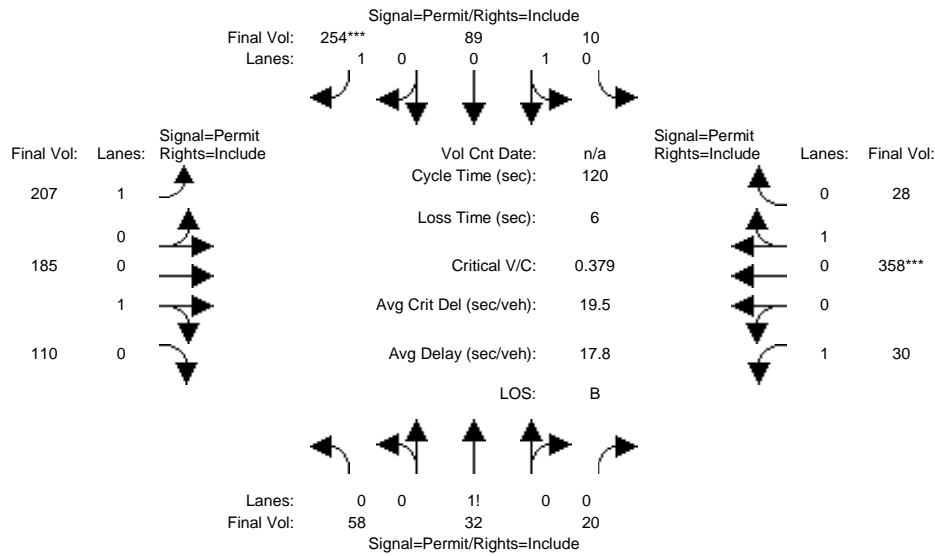 Signal=Permit/Rights=Include
Final Vol: 254*** 89 10
Lanes: 1 0 0 1 0
Signal=Permit
Final Vol: Lanes: Rights=Include
Vol Cnt Date: n/a
Signal=Permit
Rights=Include Lanes: Final Vol:
Cycle Time (sec): 120
207 1
0 28
Loss Time (sec): 6
0
1
185 0
Critical V/C: 0.379
0 358***
1
Avg Crit Del (sec/veh): 19.5
0
110 0
Avg Delay (sec/veh): 17.8
1 30
LOS: B
Lanes: 0 0 1! 0 0
Final Vol: 58 32 20
Signal=Permit/Rights=Include